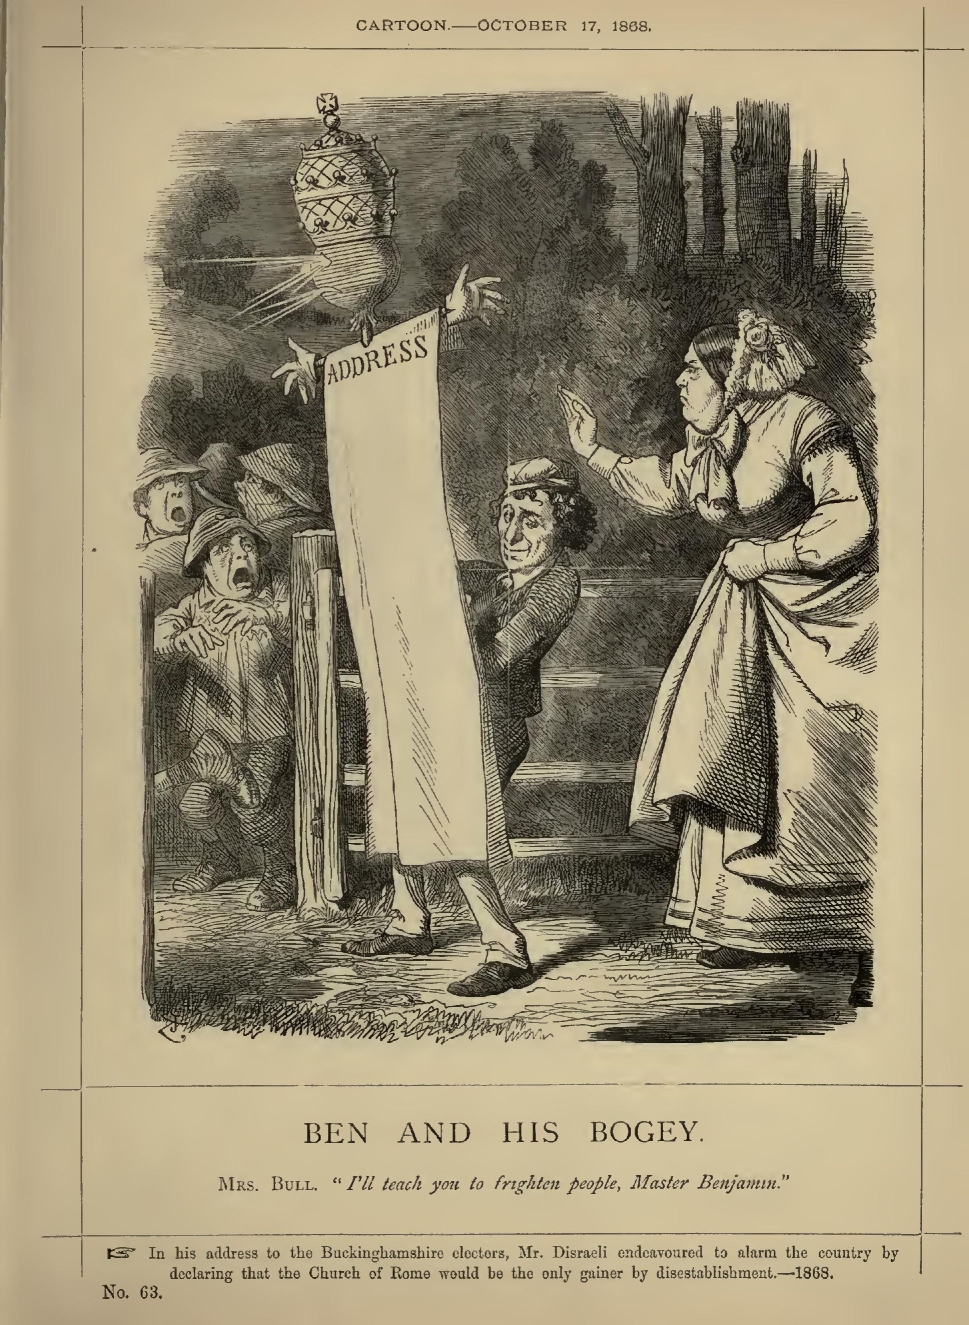 CARTOON.—OCTOBER 17, 1868.
ADDRESS
BEN AND HIS BOGEY.
MRS. BULL. “I'll teach you to frighten people, Master Benjamin.”
☞ In his address to the Buckinghamshire electors, Mr. Disraeli endeavoured to alarm the country by
declaring that the Church of Rome would be the only gainer by disestablishment.—1868.
No. 63.